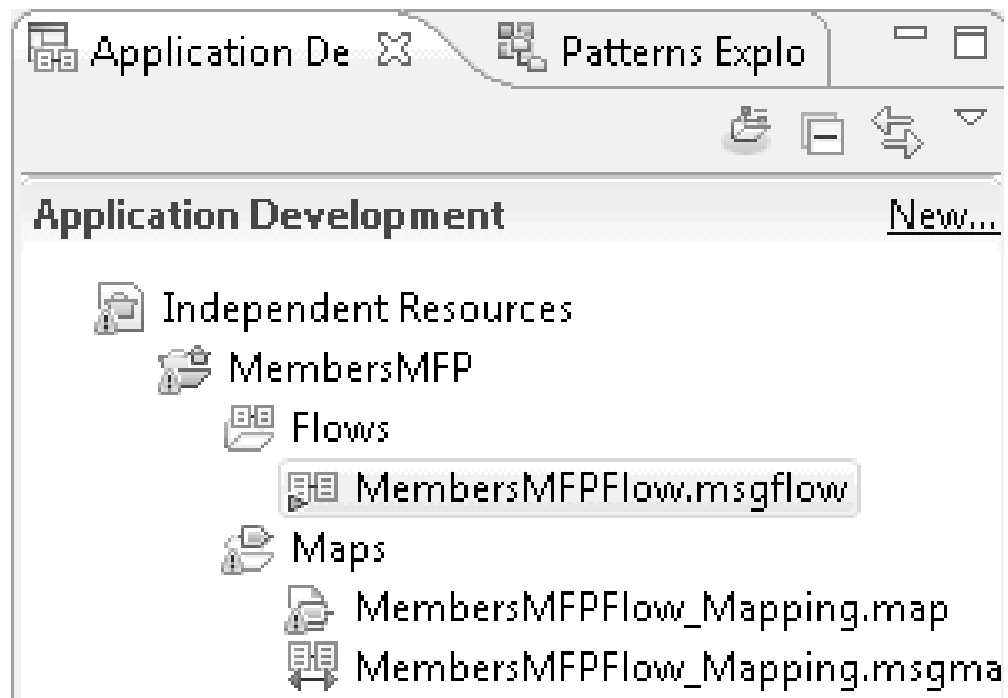 Application De Patterns Explo
Application Development New...
Independent Resources
MembersMFP
Flows
MembersMFPFlow.msgflow
Maps
MembersMFPFlow_Mapping.map
MembersMFPFlow_Mapping.msgma